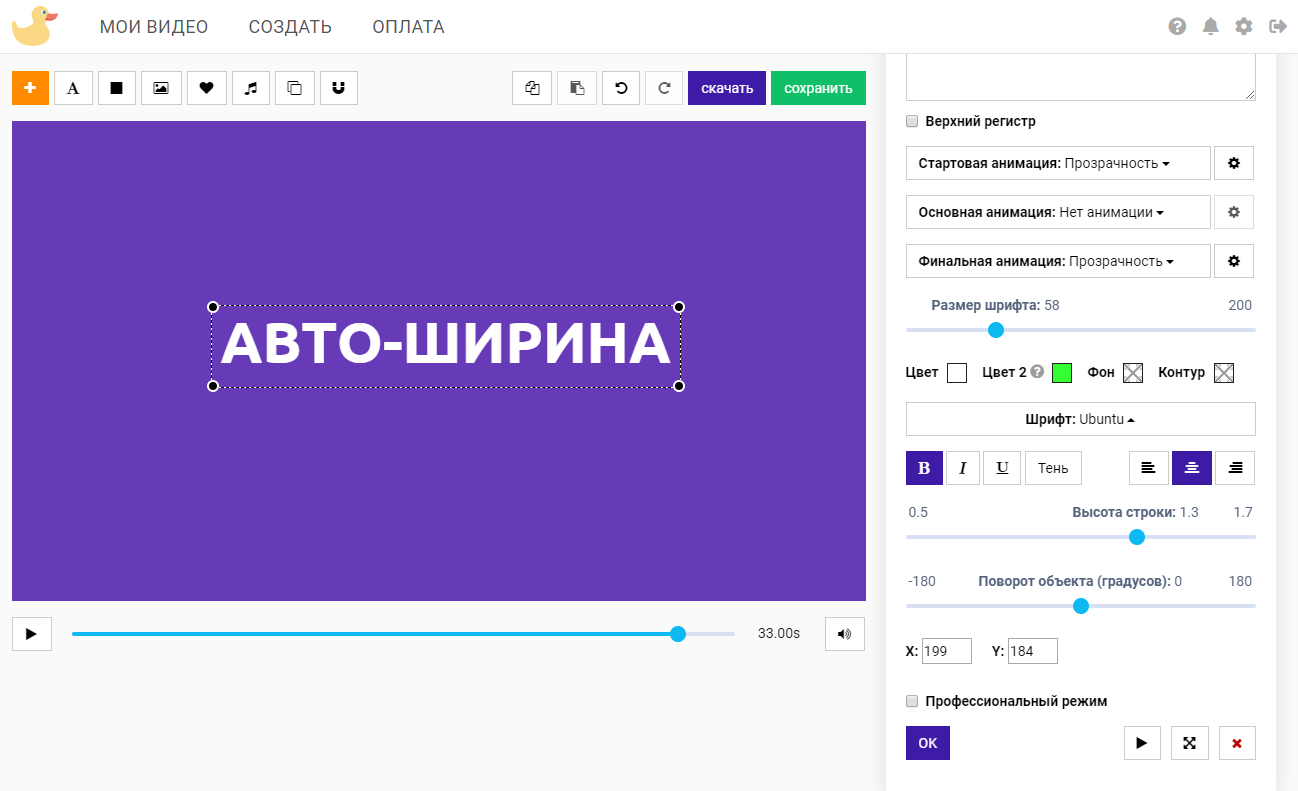 МОИ ВИДЕО СОЗДАТЬ ОПЛАТА
A
скачать сохранить
АВТО-ШИРИНА
33.00s
Верхний регистр
Стартовая анимация: Прозрачность
Основная анимация: Нет анимации
Финальная анимация: Прозрачность
Размер шрифта: 58 200
Цвет Цвет 2 ? Фон Контур
Шрифт: Ubuntu
B I U Тень
0.5 Высота строки: 1.3 1.7
-180 Поворот объекта (градусов): 0 180
X: 199 Y: 184
Профессиональный режим
ОК